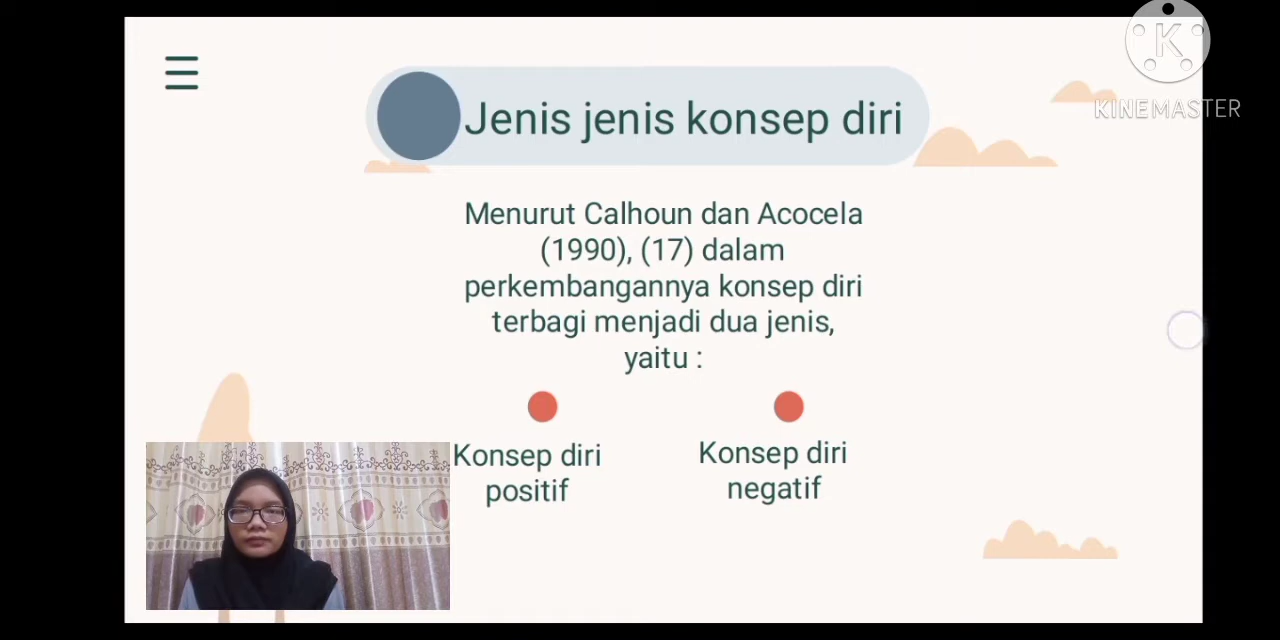 Jenis jenis konsep diri
K
KINEMASTER
Menurut Calhoun dan Acocela
(1990), (17) dalam
perkembangannya konsep diri
terbagi menjadi dua jenis,
yaitu :
Konsep diri
positif
Konsep diri
negatif